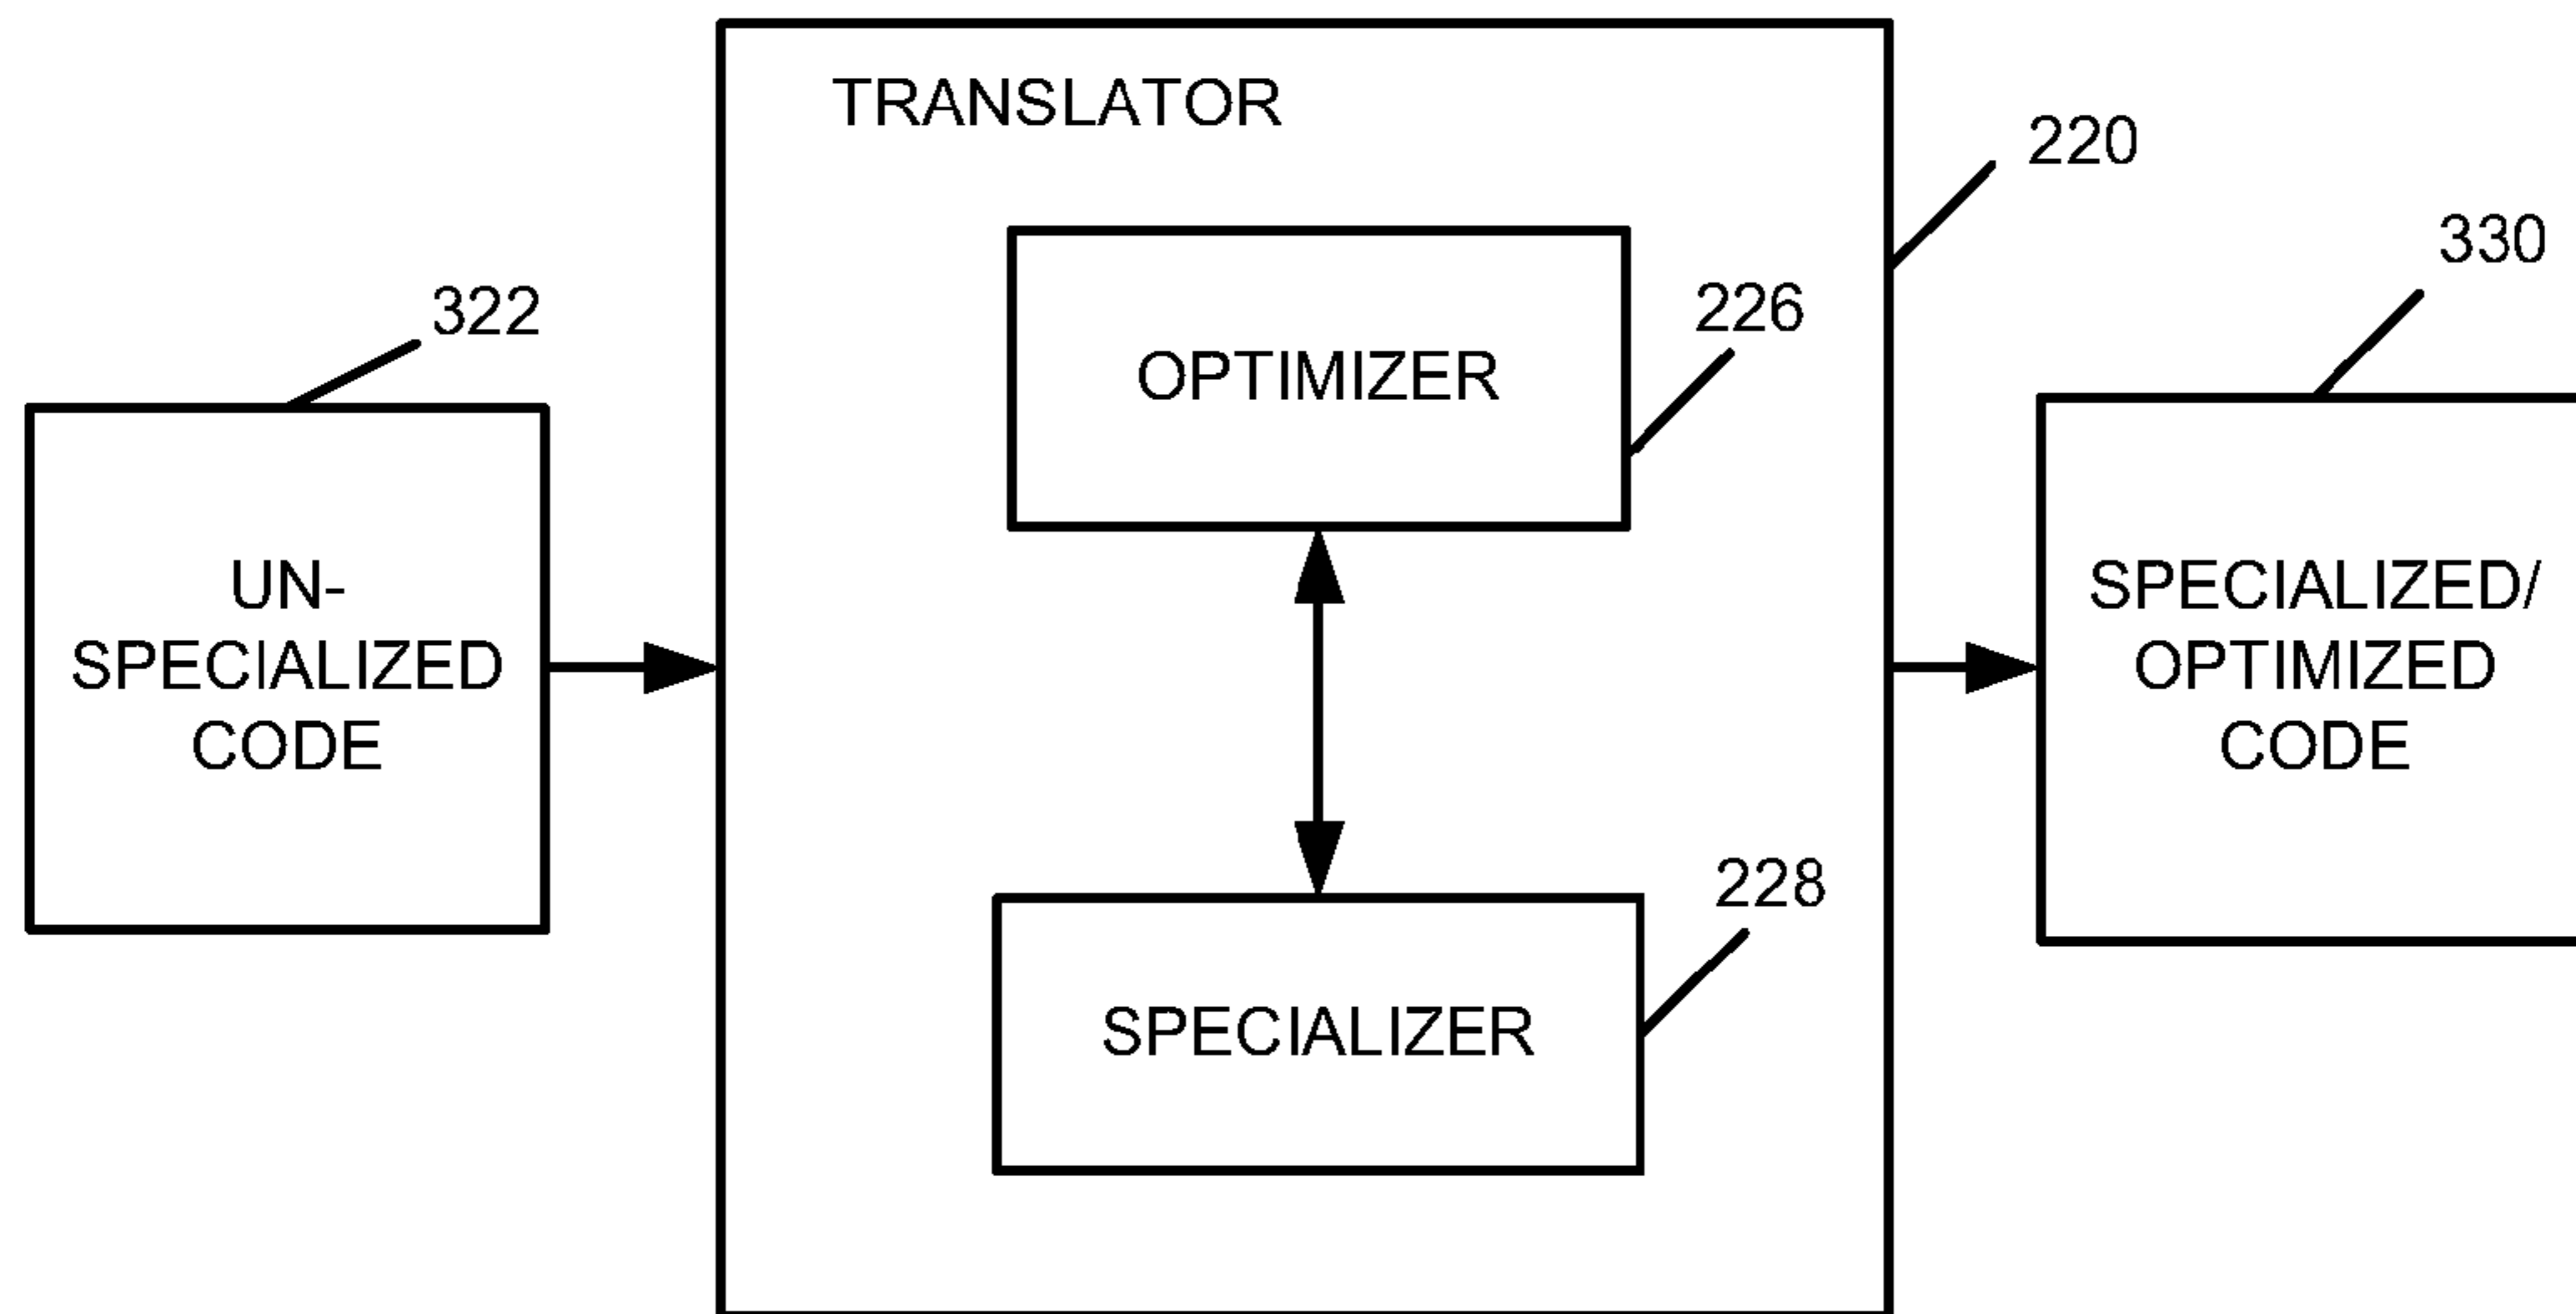 TRANSLATOR
220
330
322
226
OPTIMIZER
UN-
SPECIALIZED
CODE
SPECIALIZED/
OPTIMIZED
CODE
228
SPECIALIZER